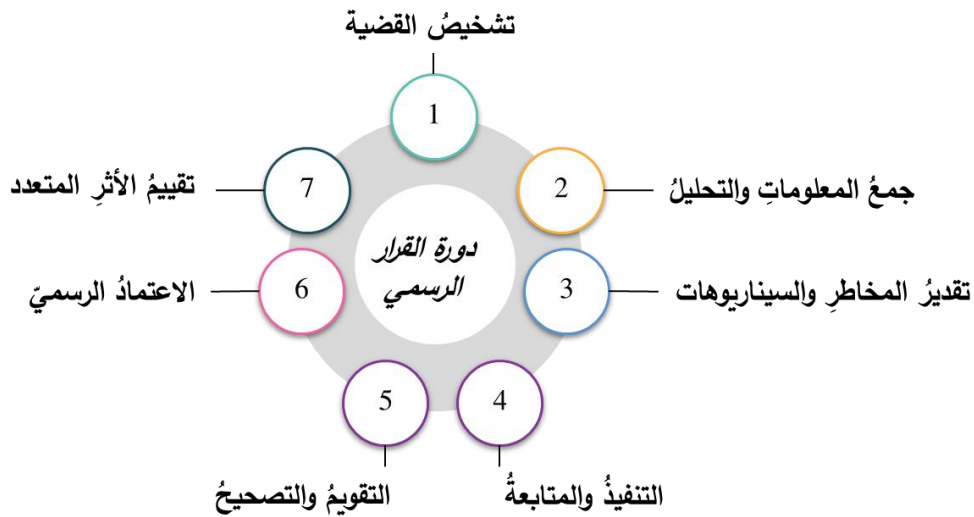 تشخيصُ القضية
1
2
جمعُ المعلوماتِ والتحليلُ
3
تقديرُ المخاطرِ والسيناريوهات
4
التنفيذُ والمتابعةُ
5
التقويمُ والتصحيحُ
6
الاعتمادُ الرسميّ
7
تقييمُ الأثرِ المتعدد
دورة القرار
الرسمي